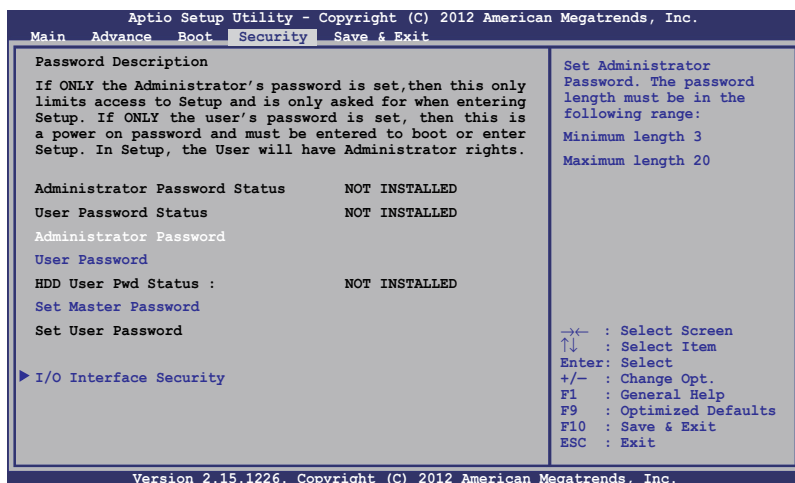 Aptio Setup Utility - Copyright (C) 2012 American Megatrends, Inc.
Main Advance Boot Security Save & Exit
Password Description
If ONLY the Administrator's password is set,then this only
limits access to Setup and is only asked for when entering
Setup. If ONLY the user's password is set, then this is
a power on password and must be entered to boot or enter
Setup. In Setup, the User will have Administrator rights.
Administrator Password Status NOT INSTALLED
User Password Status NOT INSTALLED
Administrator Password
User Password
HDD User Pwd Status : NOT INSTALLED
Set Master Password
Set User Password
I/O Interface Security
Set Administrator
Password. The password
length must be in the
following range:
Minimum length 3
Maximum length 20
→← : Select Screen
↑↓ : Select Item
Enter: Select
+/— : Change Opt.
F1 : General Help
F9 : Optimized Defaults
F10 : Save & Exit
ESC : Exit
Version 2.15.1226. Copyright (C) 2012 American Megatrends, Inc.